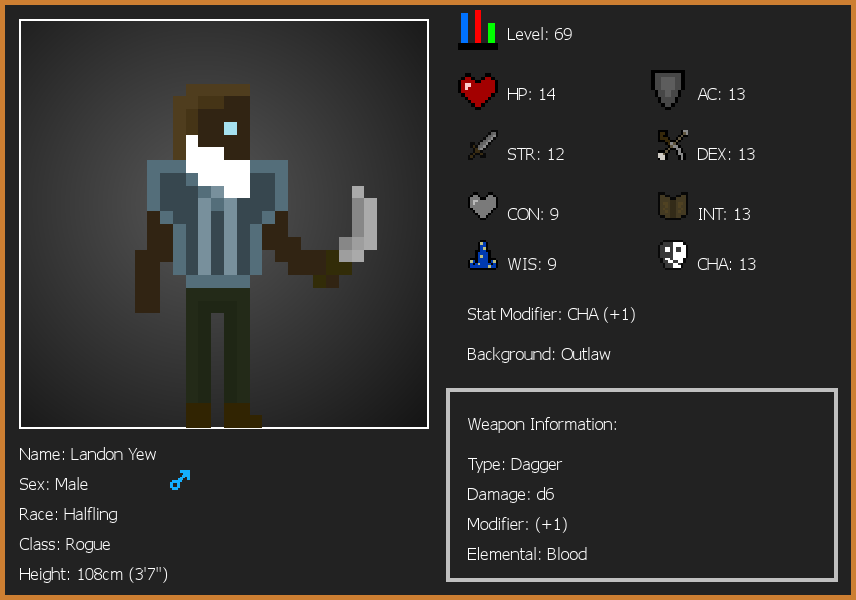 Level: 69
HP: 14
AC: 13
STR: 12
DEX: 13
CON: 9
INT: 13
WIS: 9
CHA: 13
Stat Modifier: CHA (+1)
Background: Outlaw
Weapon Information:
Type: Dagger
Damage: d6
Modifier: (+1)
Elemental: Blood
Name: Landon Yew
Sex: Male
Race: Halfling
Class: Rogue
Height: 108cm (3'7")